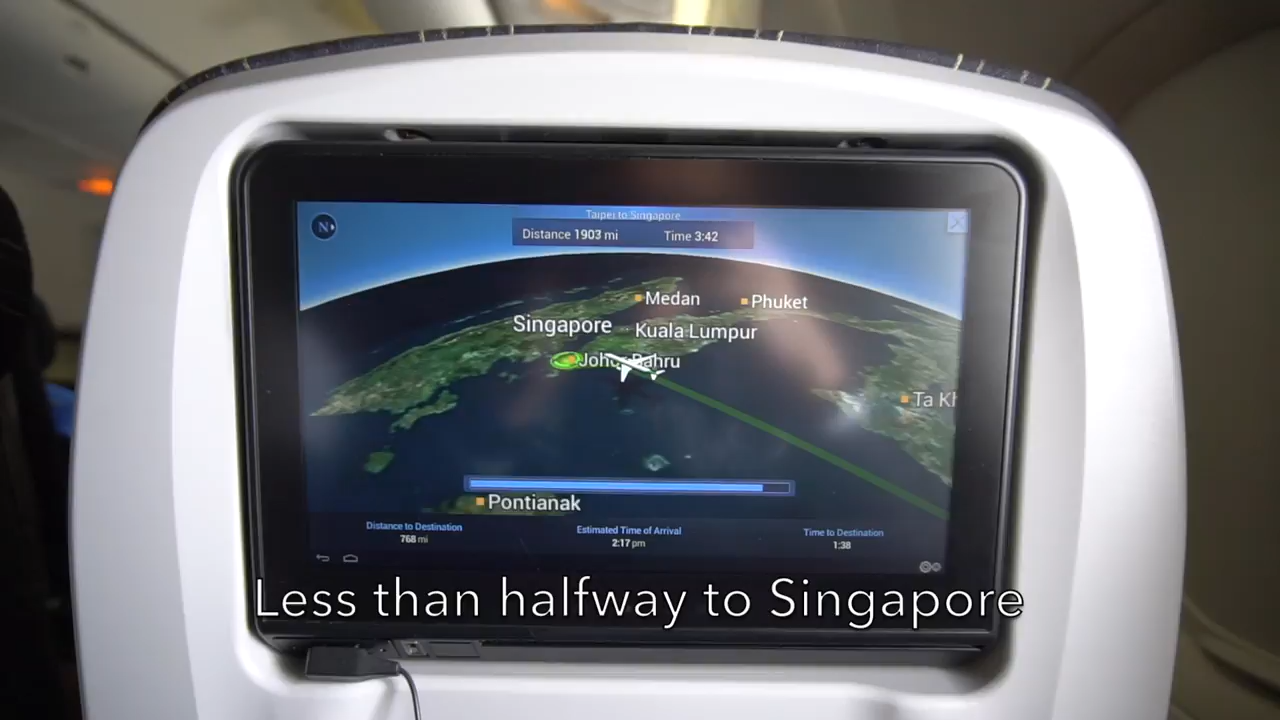 Taipei to Singapore
Distance 1903 mi Time 3:42
N
Medan
Phuket
Singapore
Kuala Lumpur
Johor Bahru
Ta Kh
Pontianak
Distance to Destination
768 mi
Estimated Time of Arrival
2:17 pm
Time to Destination
1:38
Less than halfway to Singapore